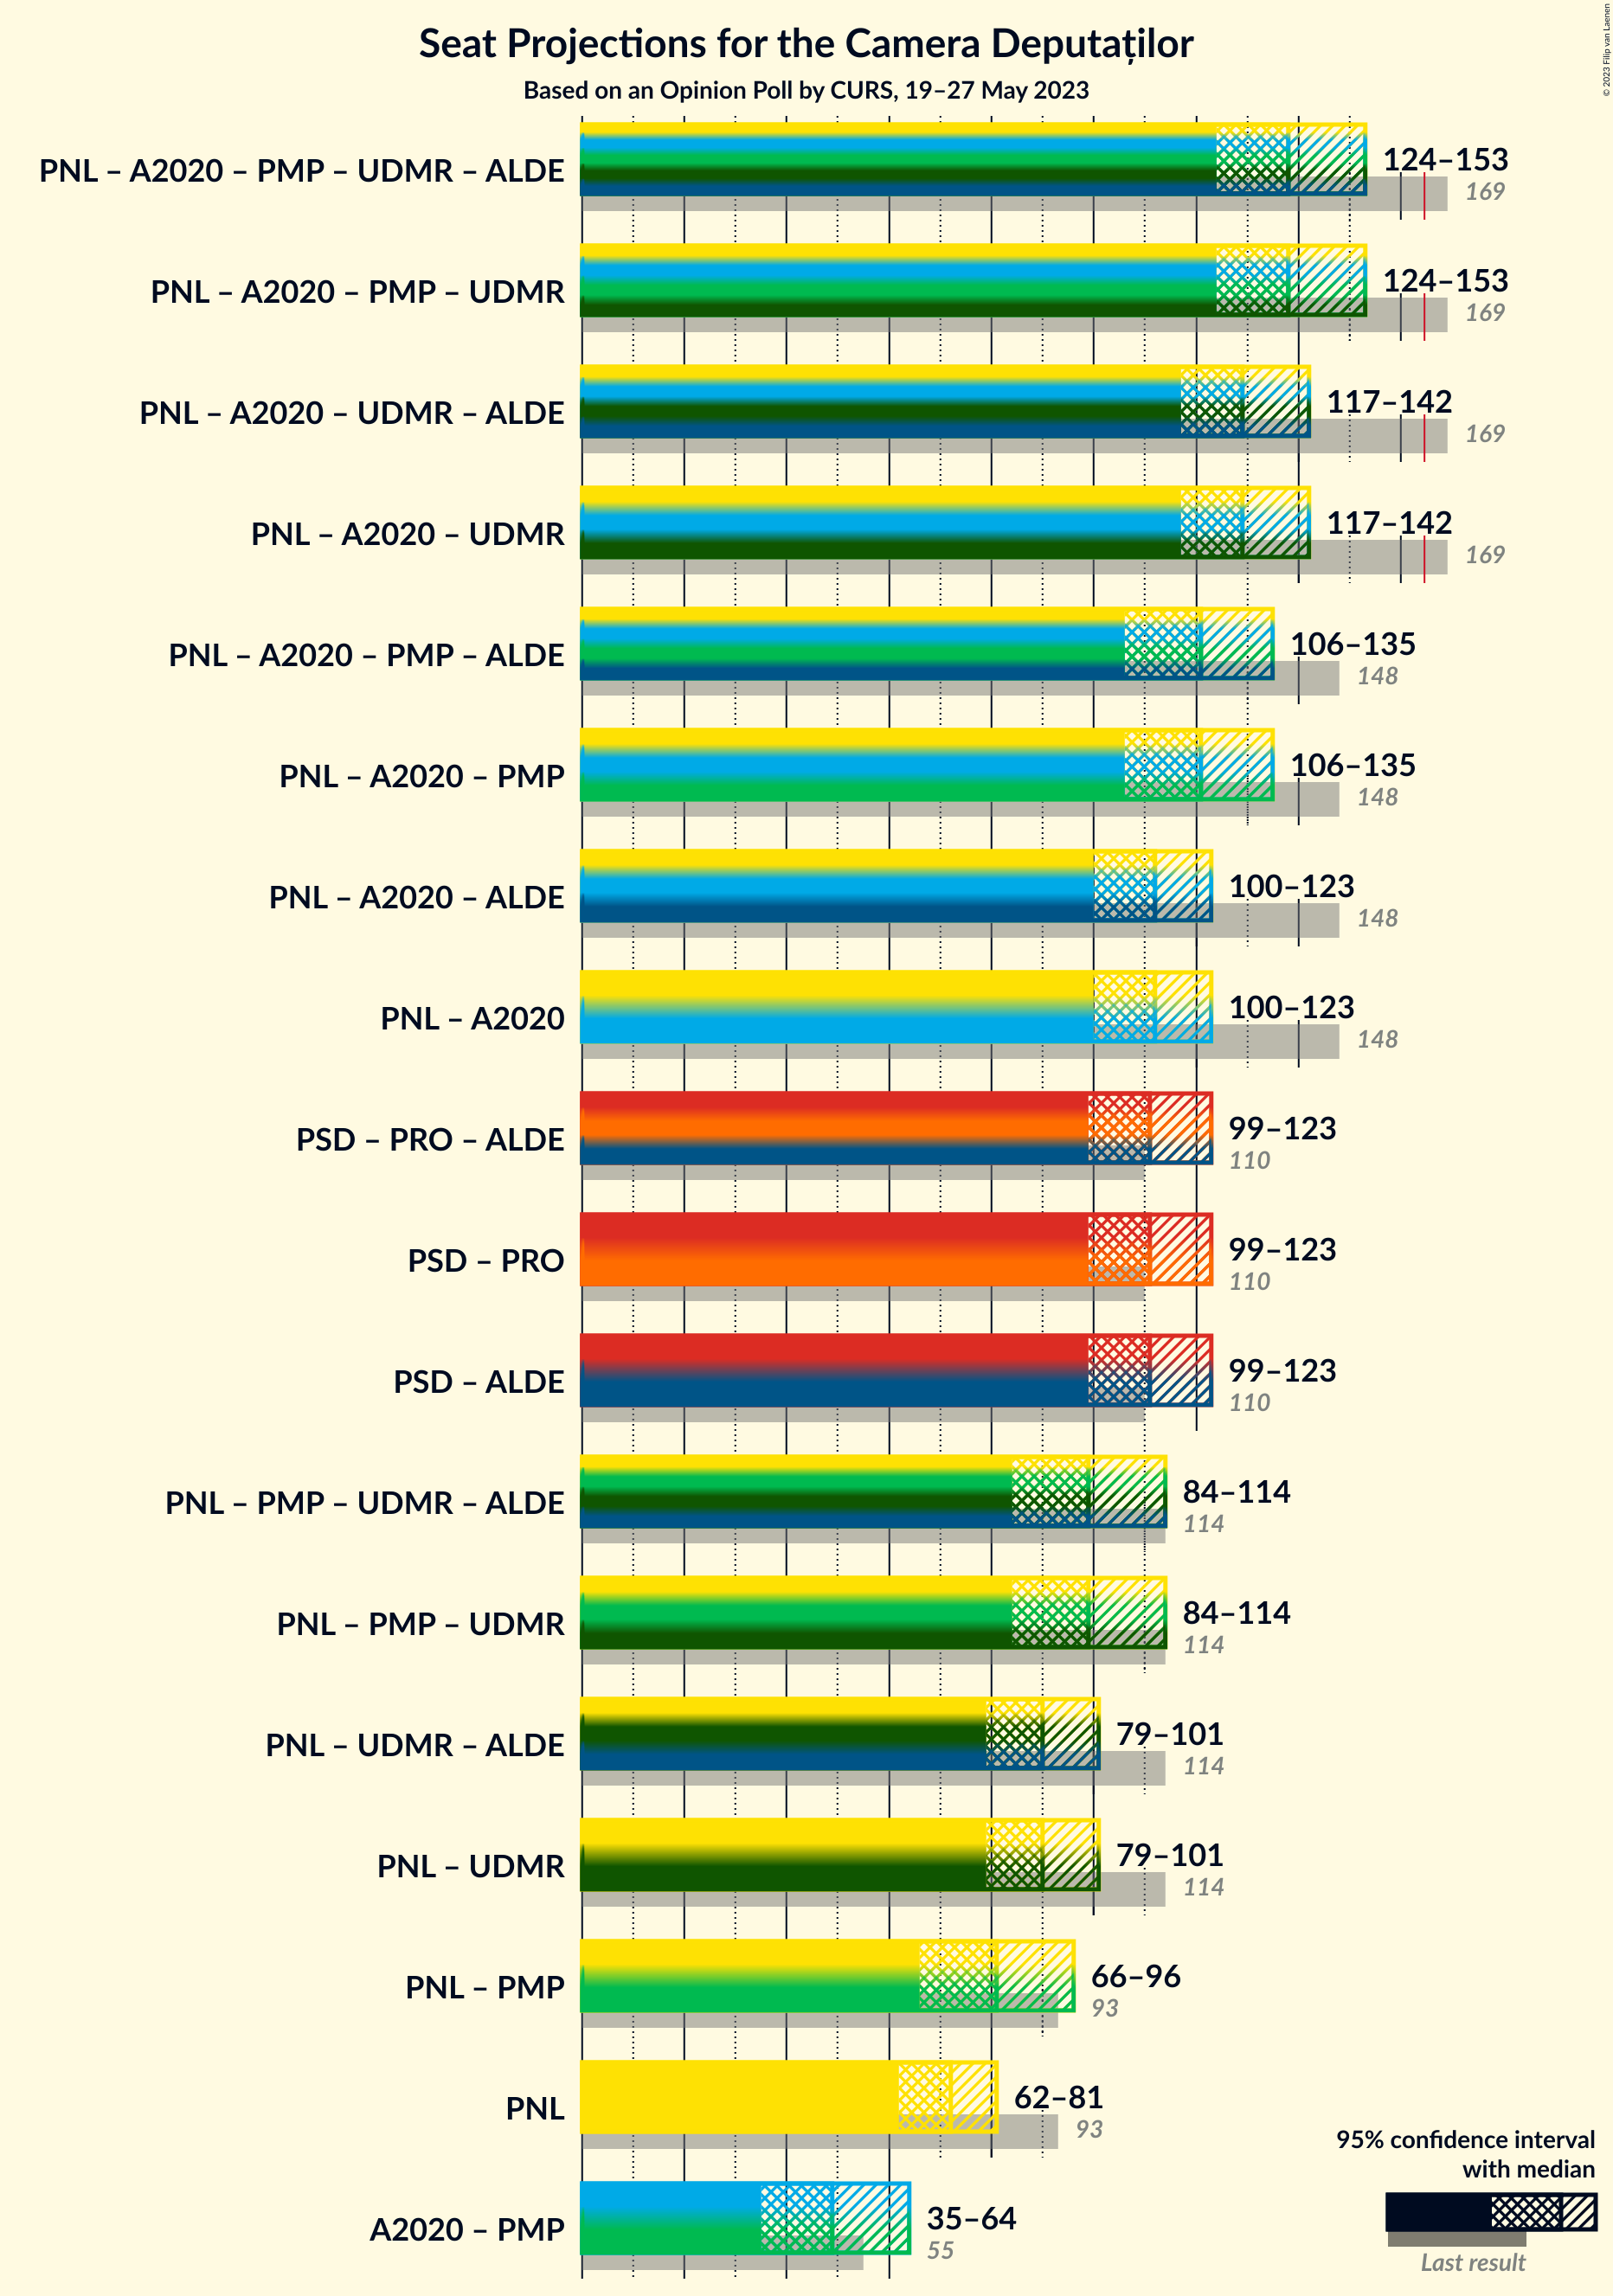 Seat Projections for the Camera Deputaților
Based on an Opinion Poll by CURS, 19–27 May 2023
© 2023 Filip van Laenen
PNL – A2020 – PMP – UDMR – ALDE
124–153
169
PNL – A2020 – PMP – UDMR
124–153
169
PNL – A2020 – UDMR – ALDE
117–142
169
PNL – A2020 – UDMR
117–142
169
PNL – A2020 – PMP – ALDE
106–135
148
PNL – A2020 – PMP
106–135
148
PNL – A2020 – ALDE
100–123
148
PNL – A2020
100–123
148
PSD – PRO – ALDE
99–123
110
PSD – PRO
99–123
110
PSD – ALDE
99–123
110
PNL – PMP – UDMR – ALDE
84–114
114
PNL – PMP – UDMR
84–114
114
PNL – UDMR – ALDE
79–101
114
PNL – UDMR
79–101
114
PNL – PMP
66–96
93
PNL
62–81
93
A2020 – PMP
35–64
55
95% confidence interval
with median
Last result